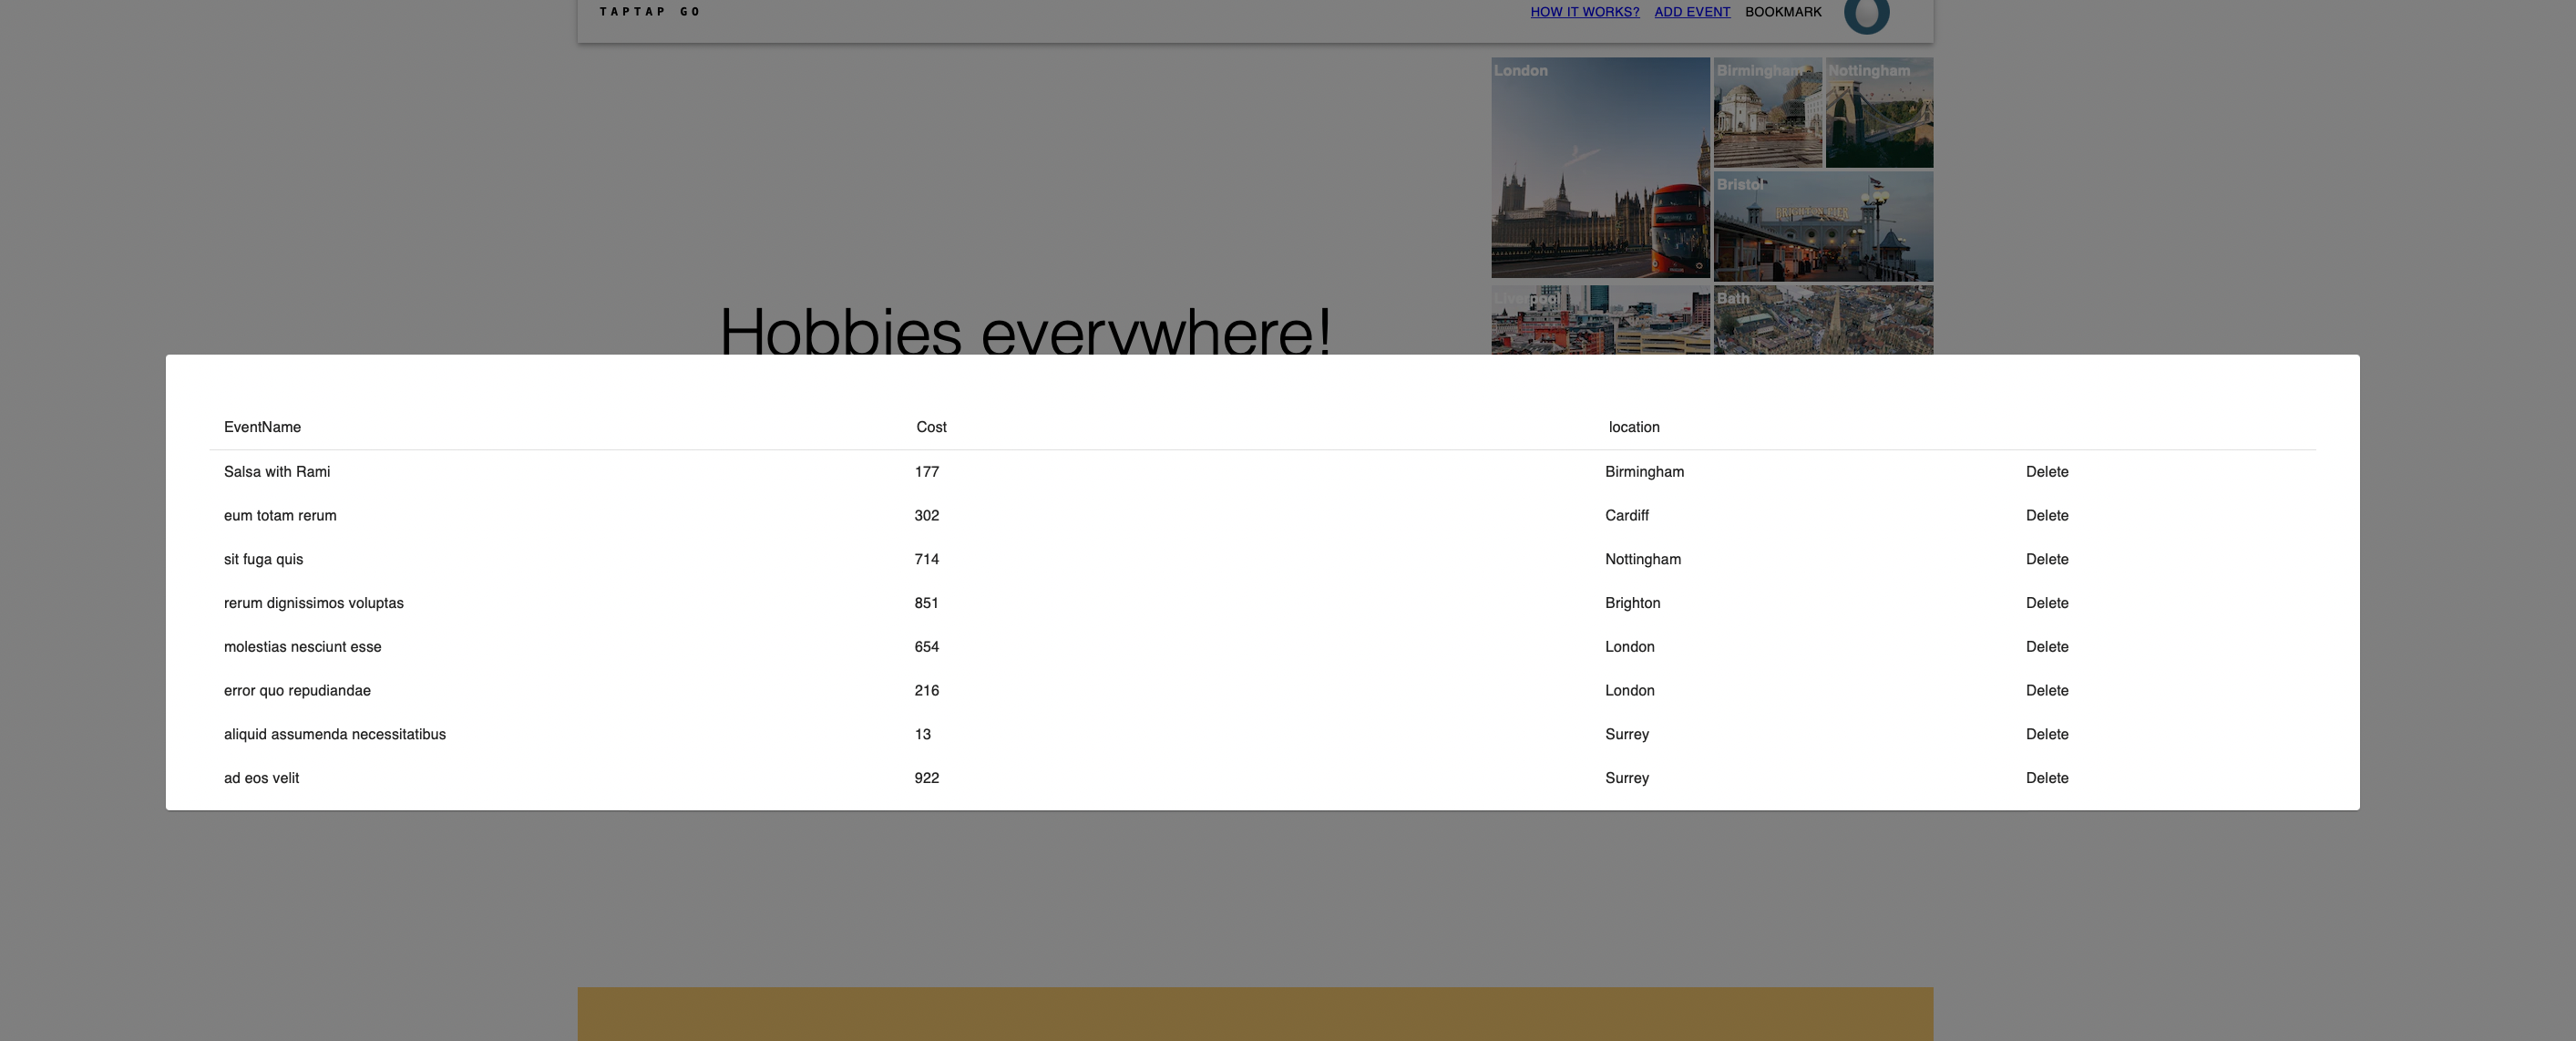 TAPTAP GO
HOW IT WORKS? ADD EVENT BOOKMARK
London Birmingham Nottingham
Bristol
BRIGHTON PIER
Liverpool Bath
Hobbies everywhere!
EventName Cost location
Salsa with Rami 177 Birmingham Delete
eum totam rerum 302 Cardiff Delete
sit fuga quis 714 Nottingham Delete
rerum dignissimos voluptas 851 Brighton Delete
molestias nesciunt esse 654 London Delete
error quo repudiandae 216 London Delete
aliquid assumenda necessitatibus 13 Surrey Delete
ad eos velit 922 Surrey Delete